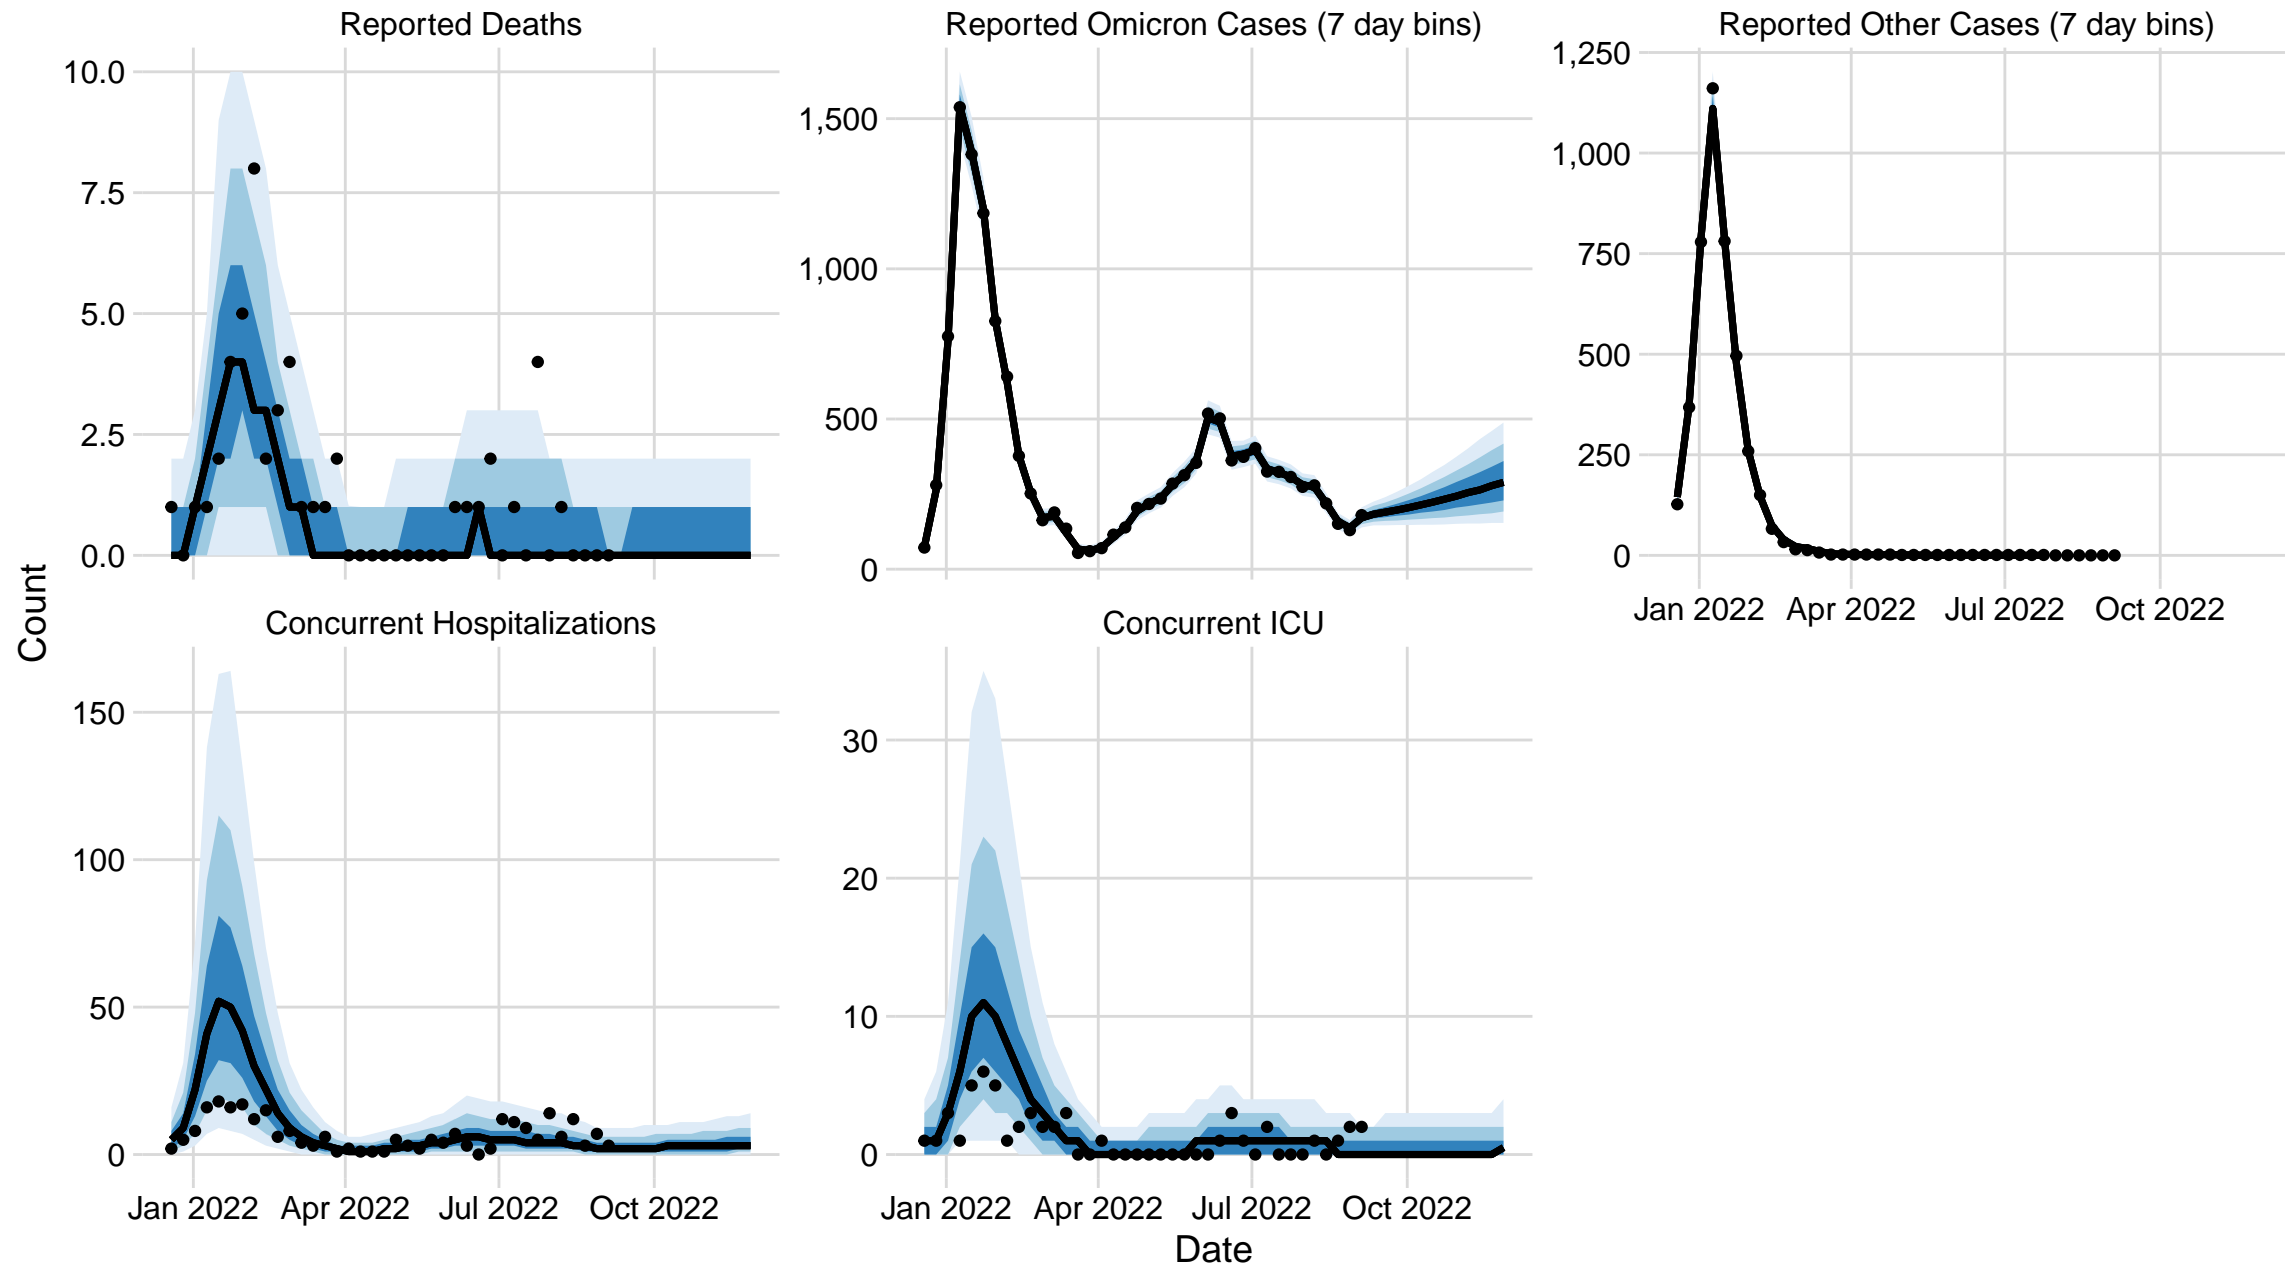 Reported Deaths
10.0
7.5
5.0
2.5
0.0
Reported Omicron Cases (7 day bins)
1,500
1,000
500
0
Reported Other Cases (7 day bins)
1,250
1,000
750
500
250
0
Jan 2022 Apr 2022 Jul 2022 Oct 2022
Count
Concurrent Hospitalizations
150
100
50
0
Jan 2022 Apr 2022 Jul 2022 Oct 2022
Concurrent ICU
30
20
10
0
Jan 2022 Apr 2022 Jul 2022 Oct 2022
Date